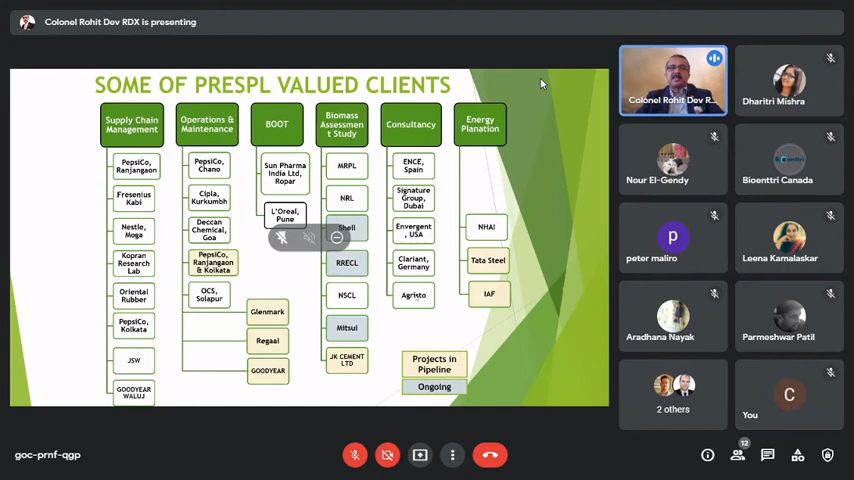 Colonel Rohit Dev RDX is presenting
SOME OF PRESPL VALUED CLIENTS
Supply Chain
Management
PepsiCo,
Ranjangaon
Fresenius
Kabi
Nestle,
Moga
Kopran
Research
Lab
Oriental
Rubber
PepsiCo,
Kolkata
JSW
GOODYEAR
WALUJ
Operations &
Maintenance
PepsiCo,
Chano
Cipla,
Kurkumbh
Deccan
Chemical,
Goa
PepsiCo,
Ranjangaon
& Kolkata
OCS,
Solapur
Glenmark
Regaal
GOODYEAR
BOOT
Sun Pharma
India Ltd,
Ropar
L'Oreal,
Pune
Biomass
Assessmen
t Study
MRPL
NRL
Shell
RRECL
NSCL
Mitsui
JK CEMENT
LTD
Consultancy
ENCE,
Spain
Signature
Group,
Dubai
Envergent
, USA
Clariant,
Germany
Agristo
Energy
Planation
NHAI
Tata Steel
IAF
Projects in
Pipeline
Ongoing
Colonel Rohit Dev R...
Dharitri Mishra
Nour El-Gendy
Bioenttri
Bioenttri Canada
p
peter maliro
Leena Kamalaskar
Aradhana Nayak
Parmeshwar Patil
2 others
C
You
goc-prnf-qgp
12